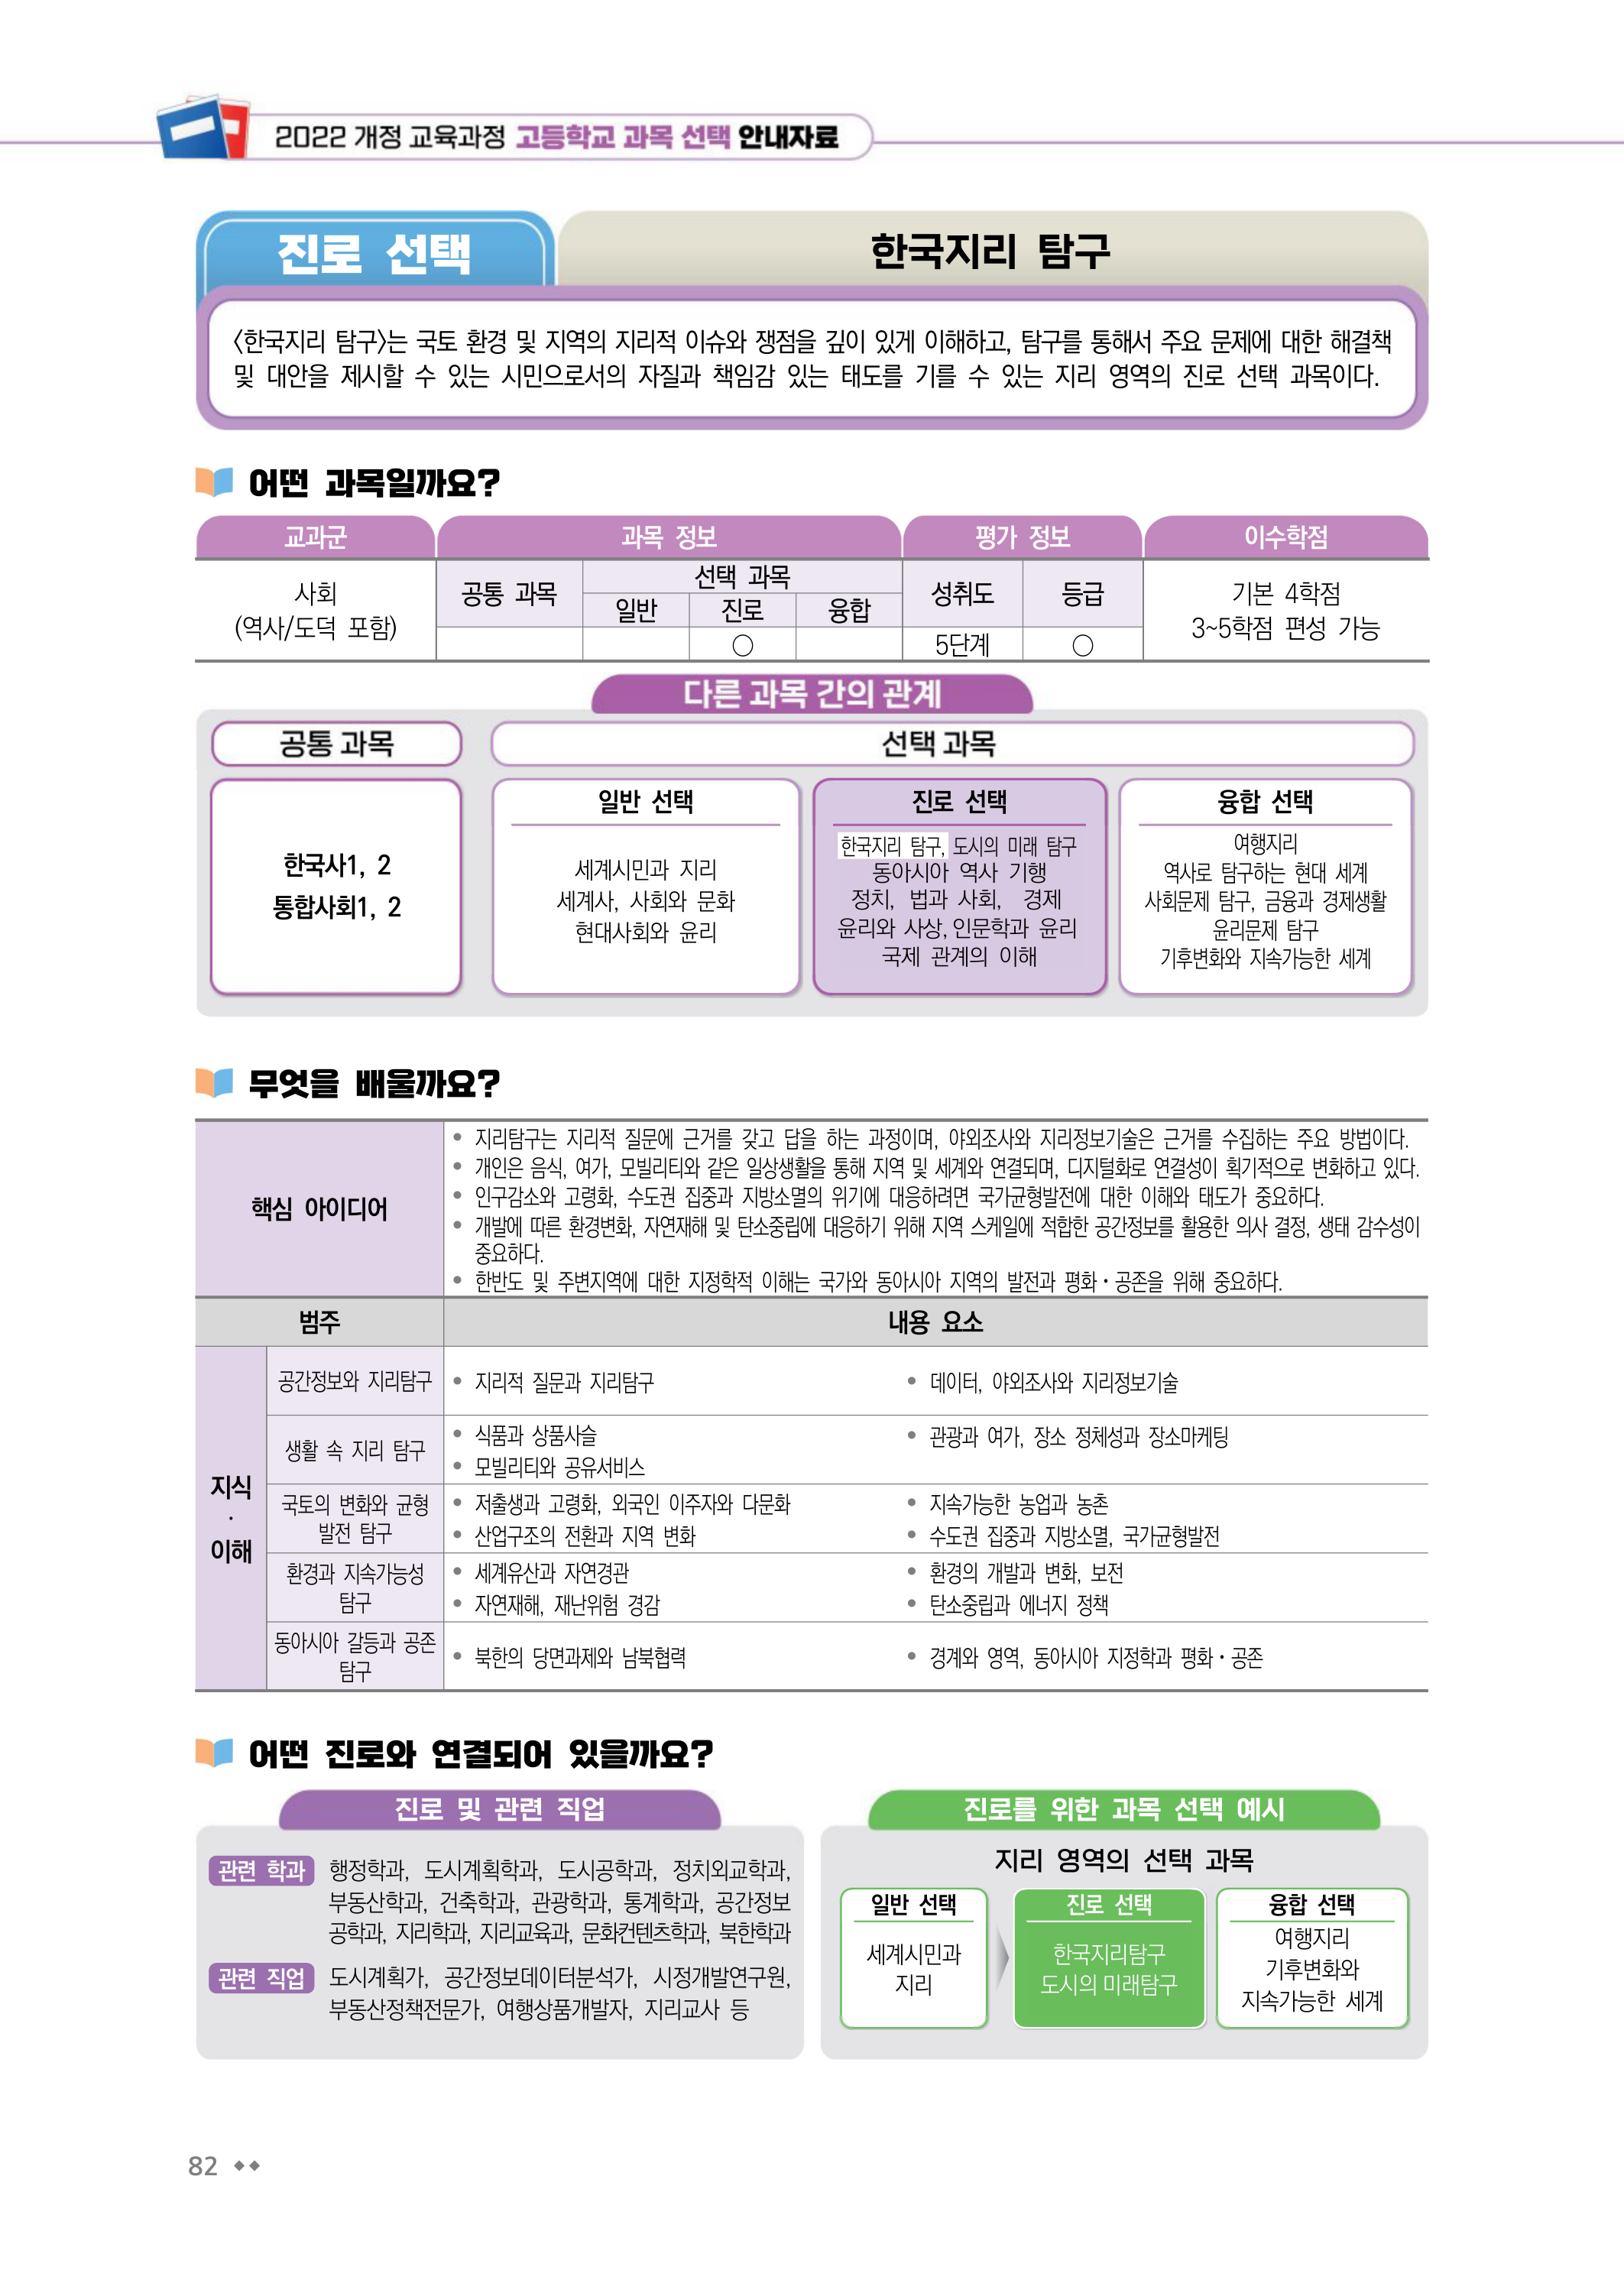 2022 개정 교육과정 고등학교 과목 선택 안내자료
진로 선택
한국지리 탐구
〈한국지리 탐구〉는 국토 환경 및 지역의 지리적 이슈와 쟁점을 깊이 있게 이해하고, 탐구를 통해서 주요 문제에 대한 해결책
및 대안을 제시할 수 있는 시민으로서의 자질과 책임감 있는 태도를 기를 수 있는 지리 영역의 진로 선택 과목이다.
어떤 과목일까요?
교과군 과목 정보 평가 정보 이수학점
사회
(역사/도덕 포함)
공통 과목
선택 과목
일반 진로 융합
○
성취도 등급
5단계 ○
기본 4학점
3~5학점 편성 가능
다른 과목 간의 관계
공통 과목
선택 과목
한국사1, 2
통합사회1, 2
일반 선택
세계시민과 지리
세계사, 사회와 문화
현대사회와 윤리
진로 선택
한국지리 탐구, 도시의 미래 탐구
동아시아 역사 기행
정치, 법과 사회, 경제
윤리와 사상, 인문학과 윤리
국제 관계의 이해
융합 선택
여행지리
역사로 탐구하는 현대 세계
사회문제 탐구, 금융과 경제생활
윤리문제 탐구
기후변화와 지속가능한 세계
무엇을 배울까요?
핵심 아이디어
• 지리탐구는 지리적 질문에 근거를 갖고 답을 하는 과정이며, 야외조사와 지리정보기술은 근거를 수집하는 주요 방법이다.
• 개인은 음식, 여가, 모빌리티와 같은 일상생활을 통해 지역 및 세계와 연결되며, 디지털화로 연결성이 획기적으로 변화하고 있다.
• 인구감소와 고령화, 수도권 집중과 지방소멸의 위기에 대응하려면 국가균형발전에 대한 이해와 태도가 중요하다.
• 개발에 따른 환경변화, 자연재해 및 탄소중립에 대응하기 위해 지역 스케일에 적합한 공간정보를 활용한 의사 결정, 생태 감수성이
중요하다.
• 한반도 및 주변지역에 대한 지정학적 이해는 국가와 동아시아 지역의 발전과 평화·공존을 위해 중요하다.
범주 내용 요소
지식
·
이해
공간정보와 지리탐구
• 지리적 질문과 지리탐구 • 데이터, 야외조사와 지리정보기술
생활 속 지리 탐구
• 식품과 상품사슬 • 관광과 여가, 장소 정체성과 장소마케팅
• 모빌리티와 공유서비스
국토의 변화와 균형
발전 탐구
• 저출생과 고령화, 외국인 이주자와 다문화 • 지속가능한 농업과 농촌
• 산업구조의 전환과 지역 변화 • 수도권 집중과 지방소멸, 국가균형발전
환경과 지속가능성
탐구
• 세계유산과 자연경관 • 환경의 개발과 변화, 보전
• 자연재해, 재난위험 경감 • 탄소중립과 에너지 정책
동아시아 갈등과 공존
탐구
• 북한의 당면과제와 남북협력 • 경계와 영역, 동아시아 지정학과 평화·공존
어떤 진로와 연결되어 있을까요?
진로 및 관련 직업
관련 학과 행정학과, 도시계획학과, 도시공학과, 정치외교학과,
부동산학과, 건축학과, 관광학과, 통계학과, 공간정보
공학과, 지리학과, 지리교육과, 문화컨텐츠학과, 북한학과
관련 직업 도시계획가, 공간정보데이터분석가, 시정개발연구원,
부동산정책전문가, 여행상품개발자, 지리교사 등
진로를 위한 과목 선택 예시
지리 영역의 선택 과목
일반 선택
세계시민과
지리
진로 선택
한국지리탐구
도시의 미래탐구
융합 선택
여행지리
기후변화와
지속가능한 세계
82